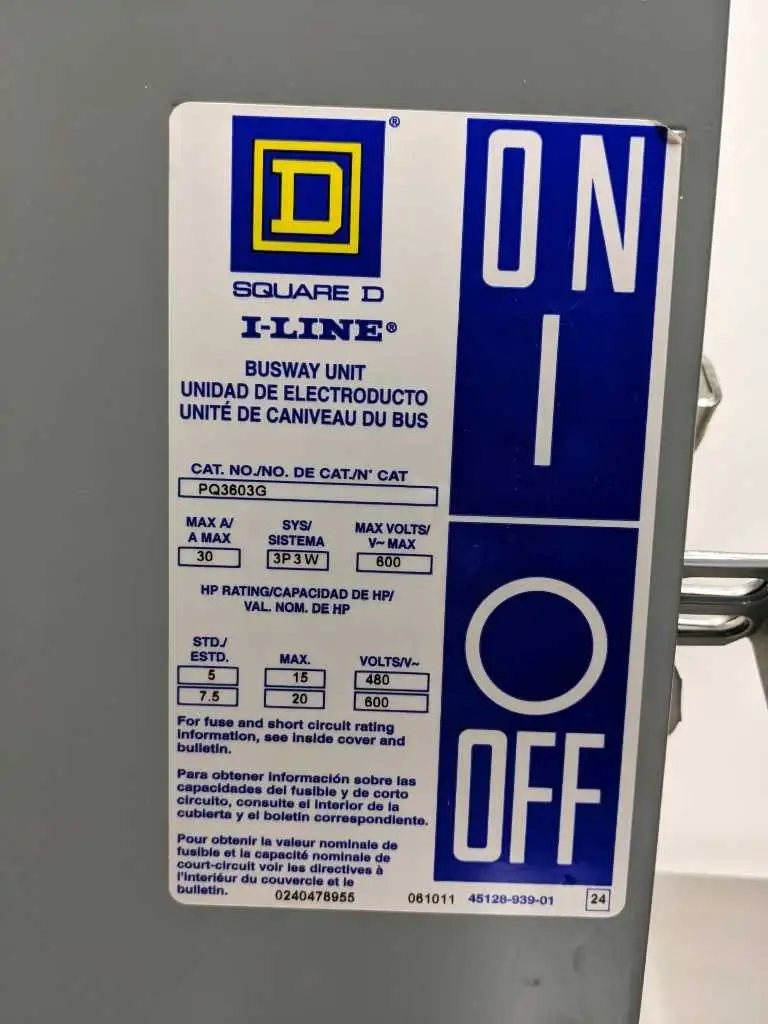 D
®
SQUARE D
I-LINE®
BUSWAY UNIT
UNIDAD DE ELECTRODUCTO
UNITÉ DE CANIVEAU DU BUS
CAT. NO./NO. DE CAT./N° CAT
PQ3603G
MAX A/
A MAX
30
SYS/
SISTEMA
3P3W
MAX VOLTS/
V~ MAX
600
HP RATING/CAPACIDAD DE HP/
VAL. NOM. DE HP
STD./
ESTD. MAX. VOLTS/V~
5 15 480
7.5 20 600
For fuse and short circuit rating
information, see inside cover and
bulletin.
Para obtener información sobre las
capacidades del fusible y de corto
circuito, consulte el interior de la
cubierta y el boletin correspondiente.
Pour obtenir la valeur nominale de
fusible et la capacité nominale de
court-circuit voir les directives à
l'interiéur du couvercle et le
bulletin.
0240478955 061011 45128-939-01 24
ON
I
O
OFF